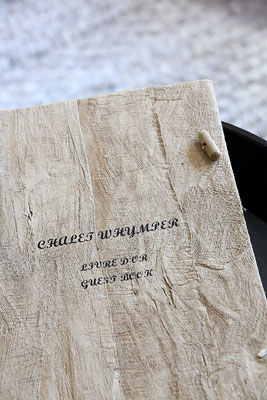 CHALET WHYMPER
LIVRE D'OR
GUEST BOOK